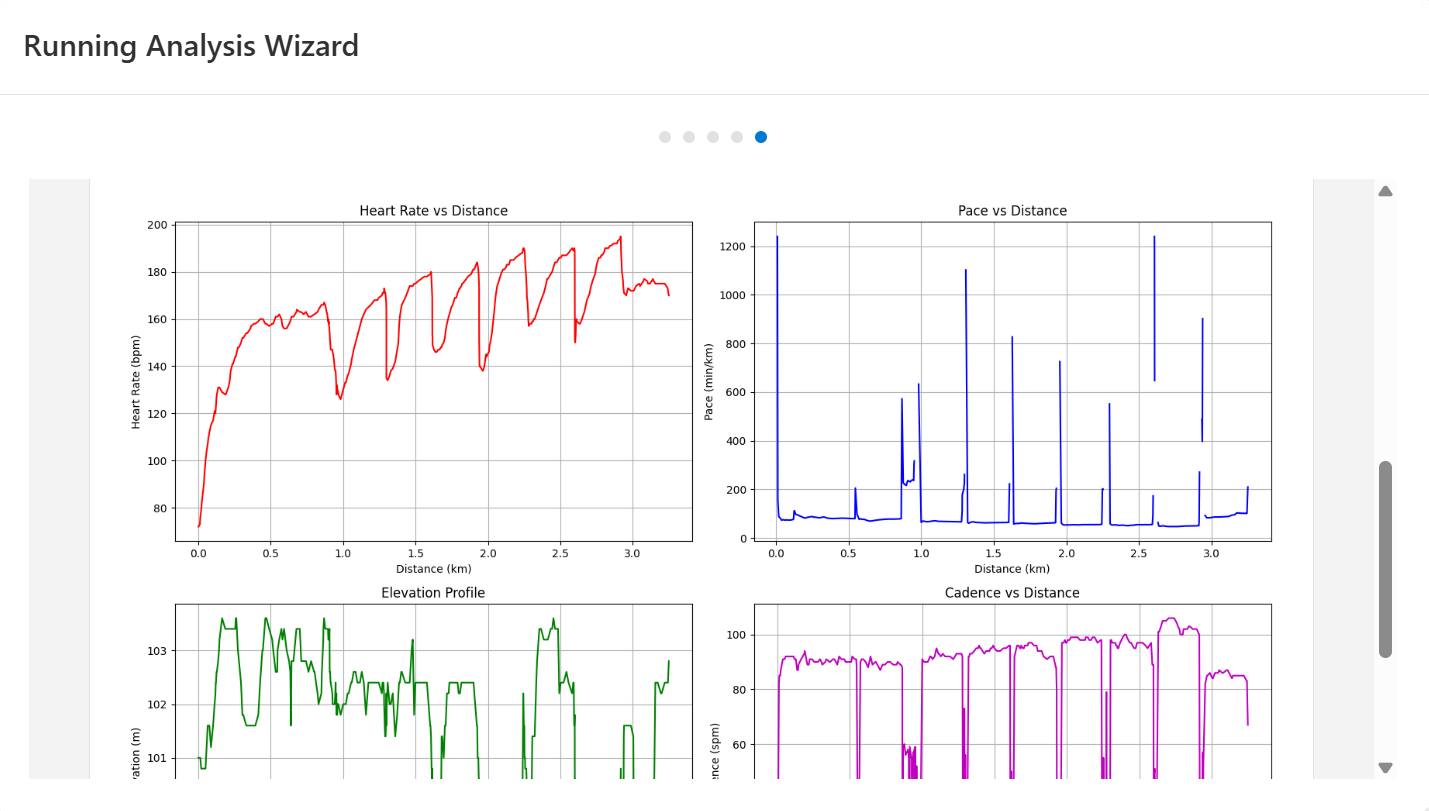 Running Analysis Wizard
Heart Rate vs Distance
200
180
160
140
120
100
80
Heart Rate (bpm)
0.0 0.5 1.0 1.5 2.0 2.5 3.0
Distance (km)
Pace vs Distance
1200
1000
800
600
400
200
0
Pace (min/km)
0.0 0.5 1.0 1.5 2.0 2.5 3.0
Distance (km)
Elevation Profile
103
102
101
vation (m)
Cadence vs Distance
100
80
60
nce (spm)